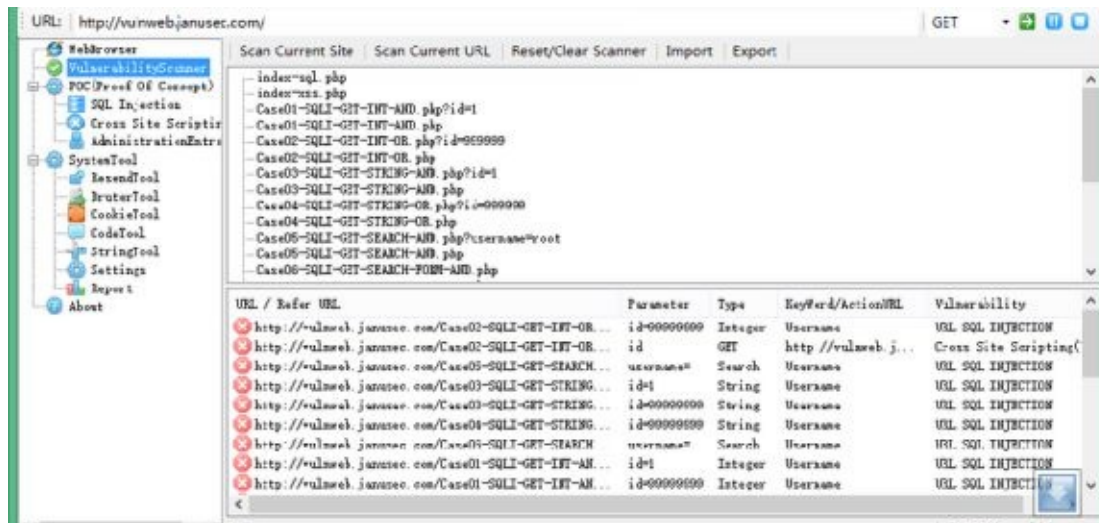 URL: http://vulnweb.janusec.com/ GET
WebBrowser
VulnerabilityScanner
POC(Proof Of Concept)
SQL Injection
Cross Site Scriptin
AdministrationEntra
SystemTool
ResendTool
BruterTool
CookieTool
CodeTool
StringTool
Settings
Report
About
Scan Current Site Scan Current URL Reset/Clear Scanner Import Export
index-sql.php
index-xss.php
Case01-SQLI-GET-INT-AND.php?id=1
Case01-SQLI-GET-INT-AND.php
Case02-SQLI-GET-INT-OR.php?id=999999
Case02-SQLI-GET-INT-OR.php
Case03-SQLI-GET-STRING-AND.php?id=1
Case03-SQLI-GET-STRING-AND.php
Case04-SQLI-GET-STRING-OR.php?id=999999
Case04-SQLI-GET-STRING-OR.php
Case05-SQLI-GET-SEARCH-AND.php?username=root
Case05-SQLI-GET-SEARCH-AND.php
Case06-SQLI-GET-SEARCH-FORM-AND.php
URL / Refer URL Parameter Type KeyWord/ActionURL Vulnerability
http://vulnweb.janusec.com/Case02-SQLI-GET-INT-OR... id=99999999 Integer Username URL SQL INJECTION
http://vulnweb.janusec.com/Case02-SQLI-GET-INT-OR... id GET http://vulnweb.j... Cross Site Scripting(
http://vulnweb.janusec.com/Case05-SQLI-GET-SEARCH... username= Search Username URL SQL INJECTION
http://vulnweb.janusec.com/Case03-SQLI-GET-STRING... id=1 String Username URL SQL INJECTION
http://vulnweb.janusec.com/Case03-SQLI-GET-STRING... id=99999999 String Username URL SQL INJECTION
http://vulnweb.janusec.com/Case04-SQLI-GET-STRING... id=99999999 String Username URL SQL INJECTION
http://vulnweb.janusec.com/ username= Search Username URL SQL INJECTION
http://vulnweb.janusec.com/Case01-SQLI-GET-INT-AN... id=1 Integer Username URL SQL INJECTION
http://vulnweb.janusec.com/Case01-SQLI-GET-INT-AN... id=99999999 Integer Username URL SQL INJECTION